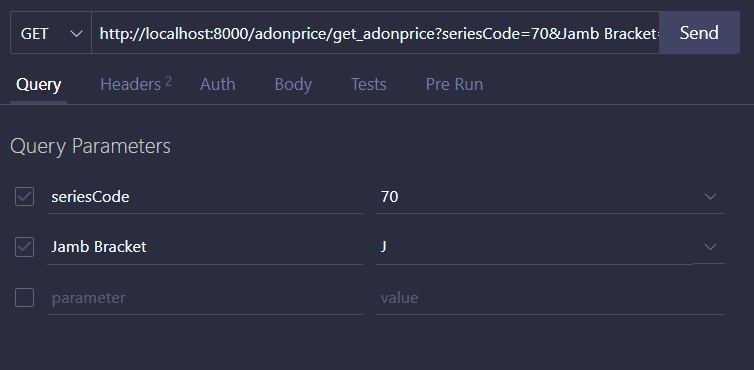 GET http://localhost:8000/adonprice/get_adonprice?seriesCode=70&Jamb Bracket= Send
Query Headers 2 Auth Body Tests Pre Run
Query Parameters
seriesCode 70
Jamb Bracket J
parameter value